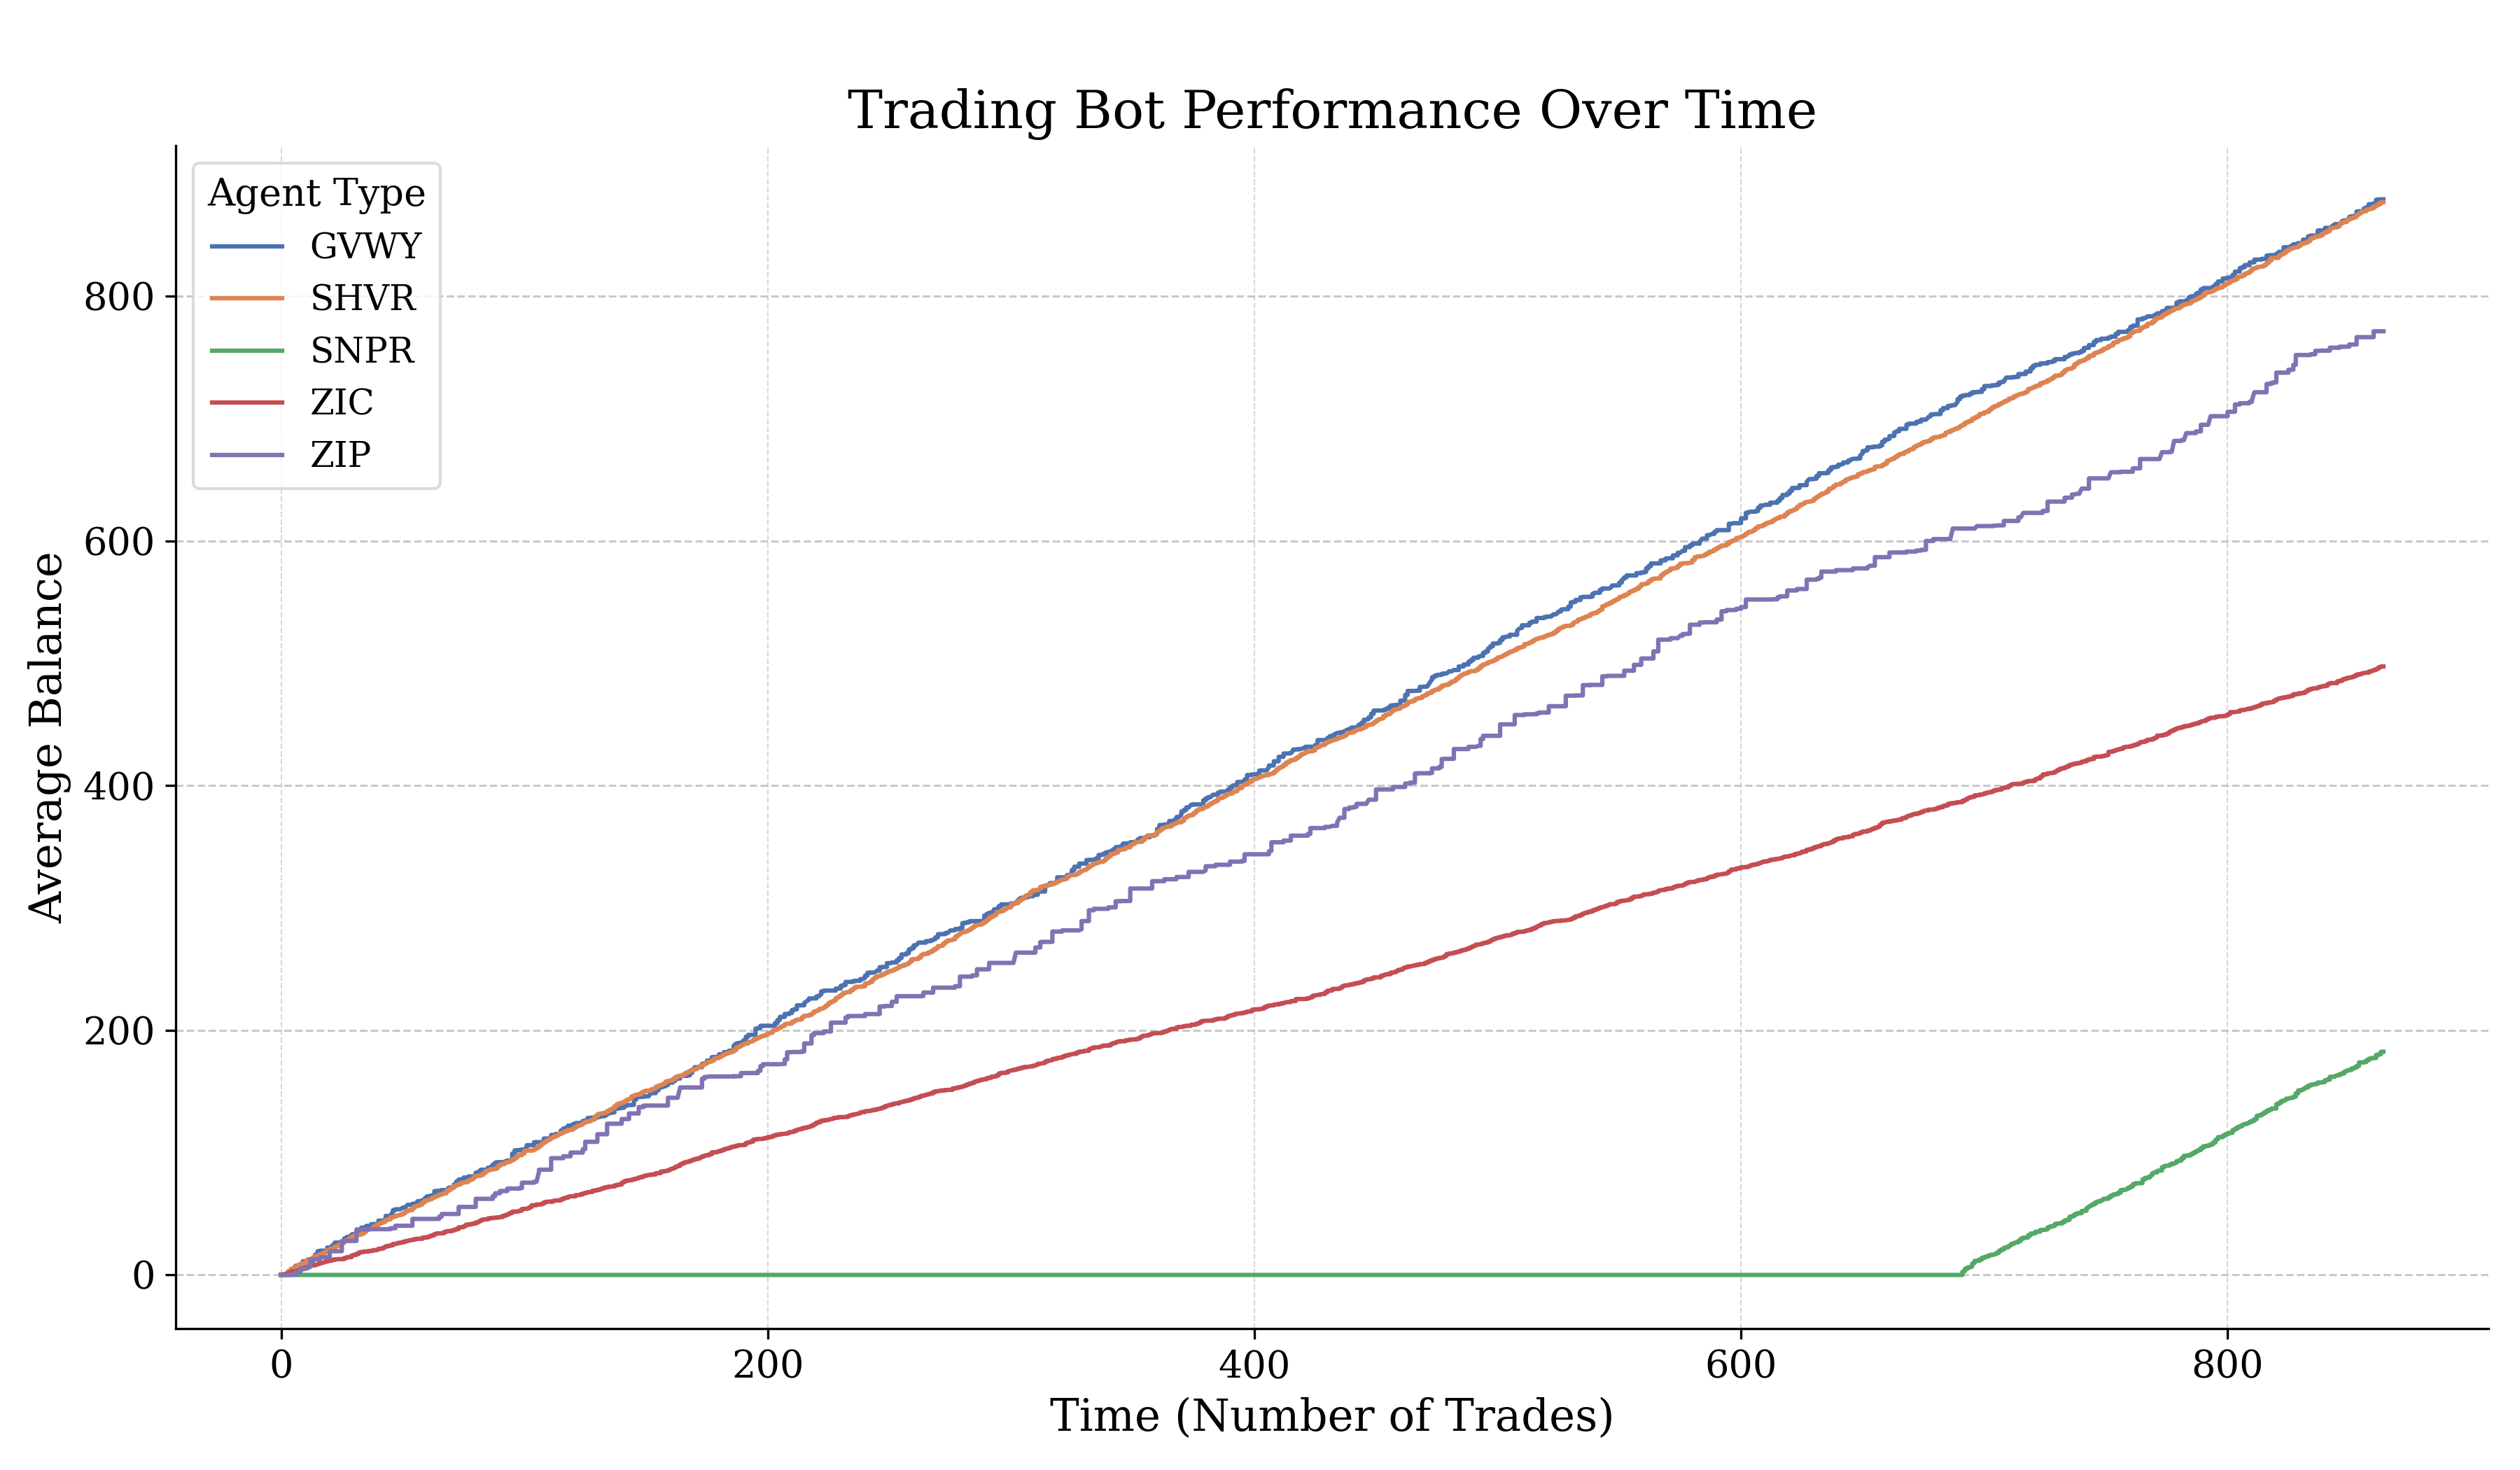 Trading Bot Performance Over Time
Agent Type
GVWY
SHVR
SNPR
ZIC
ZIP
Average Balance
800
600
400
200
0
0 200 400 600 800
Time (Number of Trades)